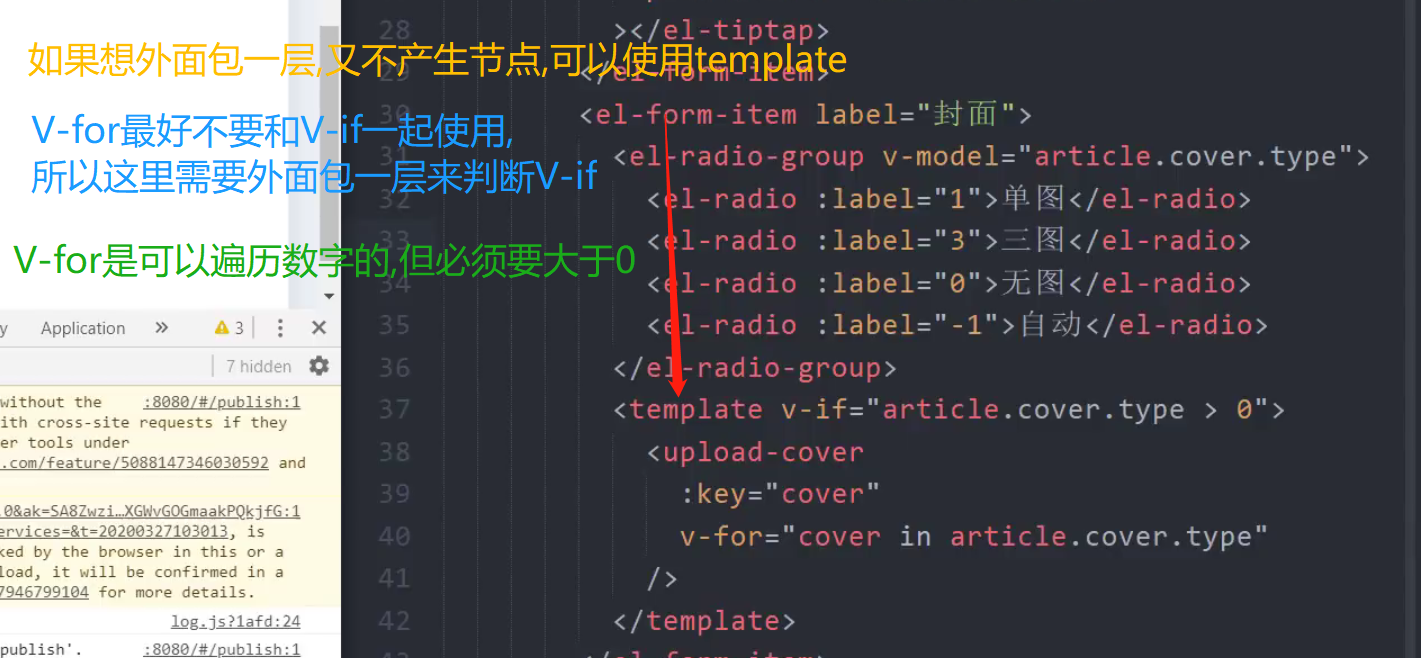 28 ></el-tiptap>
如果想外面包一层,又不产生节点,可以使用template
29 </el-form-item>
30 <el-form-item label="封面">
V-for最好不要和V-if一起使用,
31 <el-radio-group v-model="article.cover.type">
所以这里需要外面包一层来判断V-if
32 <el-radio :label="1">单图</el-radio>
33 <el-radio :label="3">三图</el-radio>
V-for是可以遍历数字的,但必须要大于0
34 <el-radio :label="0">无图</el-radio>
35 <el-radio :label="-1">自动</el-radio>
36 </el-radio-group>
37 <template v-if="article.cover.type > 0">
38 <upload-cover
39 :key="cover"
40 v-for="cover in article.cover.type"
41 />
42 </template>
y Application » 3
7 hidden
without the :8080/#/publish:1
ith cross-site requests if they
er tools under
.com/feature/5088147346030592 and
.0&ak=SA8Zwzi…XGWvGOGmaakPQkjfG:1
ervices=&t=20200327103013, is
ked by the browser in this or a
load, it will be confirmed in a
7946799104 for more details.
log.js?1afd:24
publish'. :8080/#/publish:1